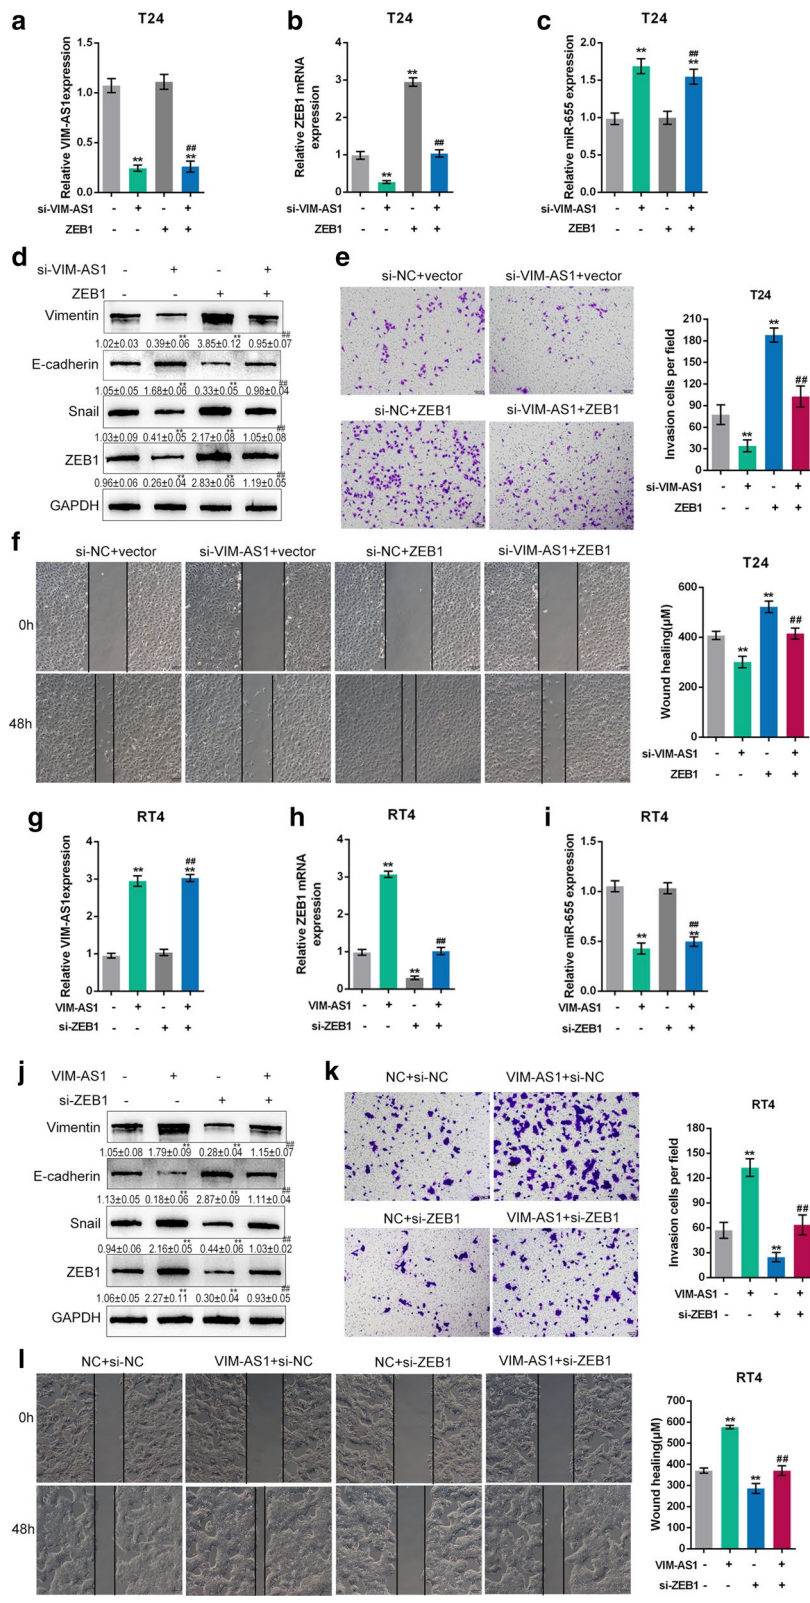 a
T24
Relative VIM-AS1expression
1.5
1.0
0.5
0.0
**
##
**
si-VIM-AS1
- + - +
ZEB1
- - + +
b
T24
Relative ZEB1 mRNA
expression
4
3
2
1
0
**
**
##
si-VIM-AS1
- + - +
ZEB1
- - + +
c
T24
Relative miR-655 expression
2.0
1.5
1.0
0.5
0.0
**
##
**
si-VIM-AS1
- + - +
ZEB1
- - + +
d
si-VIM-AS1 - + - +
ZEB1 - - + +
Vimentin
1.02±0.03 0.39±0.06** 3.85±0.12** 0.95±0.07##
E-cadherin
1.05±0.05 1.68±0.06** 0.33±0.05** 0.98±0.04##
Snail
1.03±0.09 0.41±0.05** 2.17±0.08** 1.05±0.08##
ZEB1
0.96±0.06 0.26±0.04** 2.83±0.06** 1.19±0.05##
GAPDH
e
si-NC+vector si-VIM-AS1+vector
si-NC+ZEB1 si-VIM-AS1+ZEB1
T24
Invasion cells per field
210
180
150
120
90
60
30
0
**
**
##
si-VIM-AS1
- + - +
ZEB1
- - + +
f
si-NC+vector si-VIM-AS1+vector si-NC+ZEB1 si-VIM-AS1+ZEB1
0h
48h
T24
Wound healing(μM)
600
400
200
0
**
**
##
si-VIM-AS1
- + - +
ZEB1
- - + +
g
RT4
Relative VIM-AS1expression
4
3
2
1
0
**
##
**
VIM-AS1
- + - +
si-ZEB1
- - + +
h
RT4
Relative ZEB1 mRNA
expression
4
3
2
1
0
**
**
##
VIM-AS1
- + - +
si-ZEB1
- - + +
i
RT4
Relative miR-655 expression
1.5
1.0
0.5
0.0
**
##
**
VIM-AS1
- + - +
si-ZEB1
- - + +
j
VIM-AS1 - + - +
si-ZEB1 - - + +
Vimentin
1.05±0.08 1.79±0.09** 0.28±0.04** 1.15±0.07##
E-cadherin
1.13±0.05 0.18±0.06** 2.87±0.09** 1.11±0.04##
Snail
0.94±0.06 2.16±0.05** 0.44±0.06** 1.03±0.02##
ZEB1
1.06±0.05 2.27±0.11** 0.30±0.04** 0.93±0.05##
GAPDH
k
NC+si-NC VIM-AS1+si-NC
NC+si-ZEB1 VIM-AS1+si-ZEB1
RT4
Invasion cells per field
180
150
120
90
60
30
0
**
**
##
VIM-AS1
- + - +
si-ZEB1
- - + +
l
NC+si-NC VIM-AS1+si-NC NC+si-ZEB1 VIM-AS1+si-ZEB1
0h
48h
RT4
Wound healing(μM)
700
600
500
400
300
200
100
0
**
**
##
VIM-AS1
- + - +
si-ZEB1
- - + +